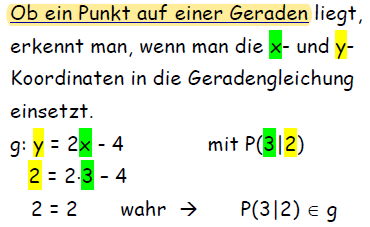 Ob ein Punkt auf einer Geraden liegt,
erkennt man, wenn man die x- und y-
Koordinaten in die Geradengleichung
einsetzt.
g: y = 2x - 4 mit P(3|2)
2 = 2·3 - 4
2 = 2 wahr → P(3|2) ∈ g